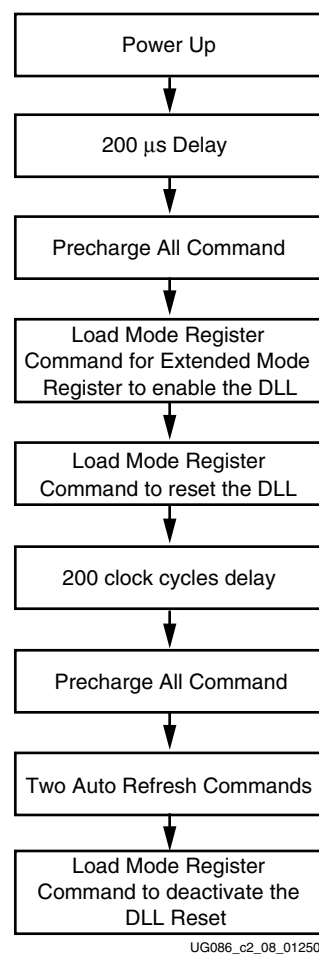 Power Up
200 μs Delay
Precharge All Command
Load Mode Register
Command for Extended Mode
Register to enable the DLL
Load Mode Register
Command to reset the DLL
200 clock cycles delay
Precharge All Command
Two Auto Refresh Commands
Load Mode Register
Command to deactivate the
DLL Reset
UG086_c2_08_01250